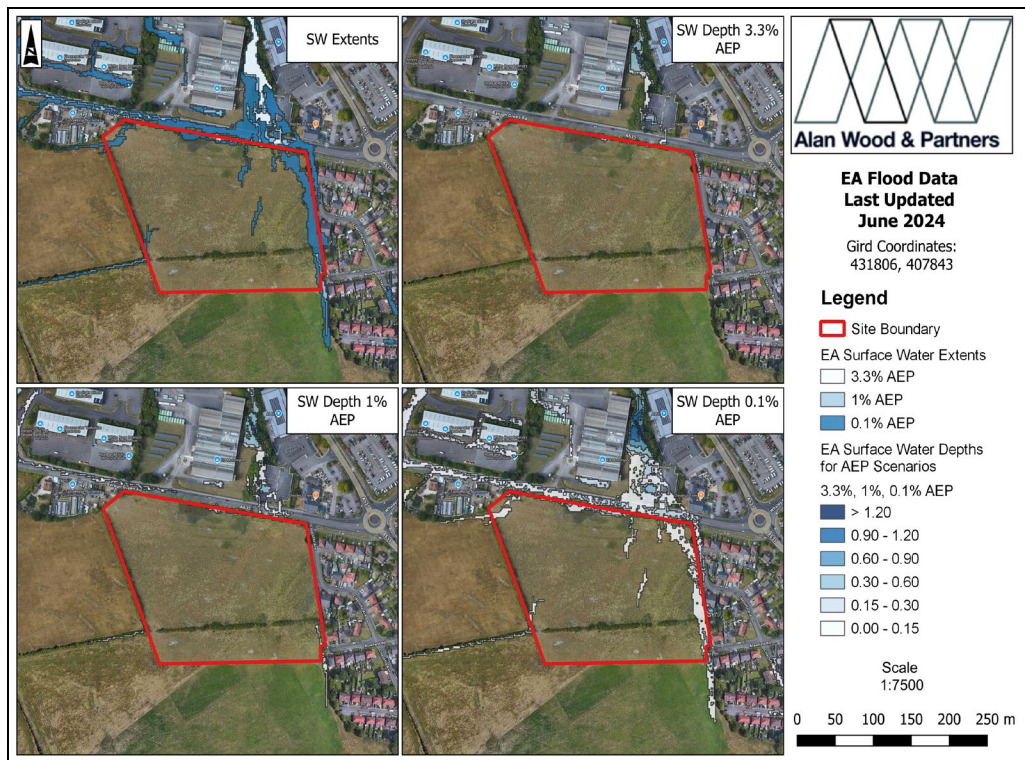 SW Extents
SW Depth 3.3%
AEP
SW Depth 1%
AEP
SW Depth 0.1%
AEP
Alan Wood & Partners
EA Flood Data
Last Updated
June 2024
Gird Coordinates:
431806, 407843
Legend
Site Boundary
EA Surface Water Extents
3.3% AEP
1% AEP
0.1% AEP
EA Surface Water Depths
for AEP Scenarios
3.3%, 1%, 0.1% AEP
> 1.20
0.90 - 1.20
0.60 - 0.90
0.30 - 0.60
0.15 - 0.30
0.00 - 0.15
Scale
1:7500
0 50 100 150 200 250 m